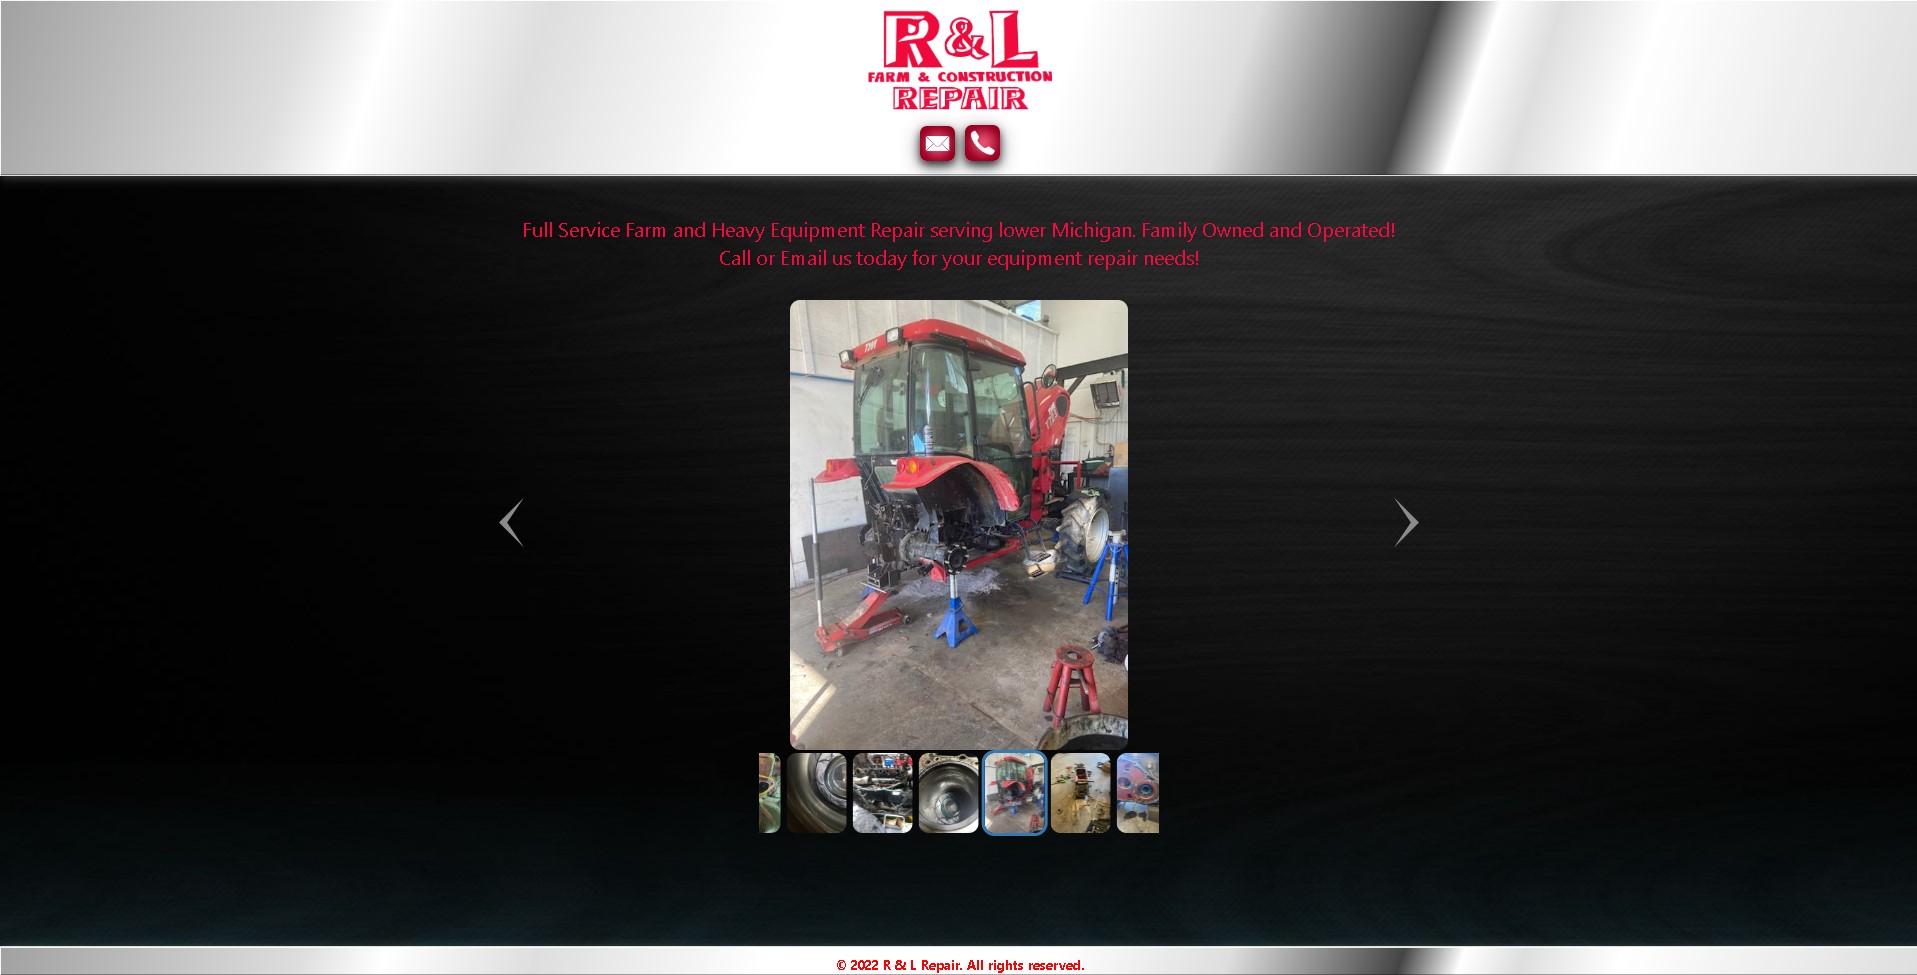 R&L
FARM & CONSTRUCTION
REPAIR
Full Service Farm and Heavy Equipment Repair serving lower Michigan. Family Owned and Operated!
Call or Email us today for your equipment repair needs!
TYM
© 2022 R & L Repair. All rights reserved.